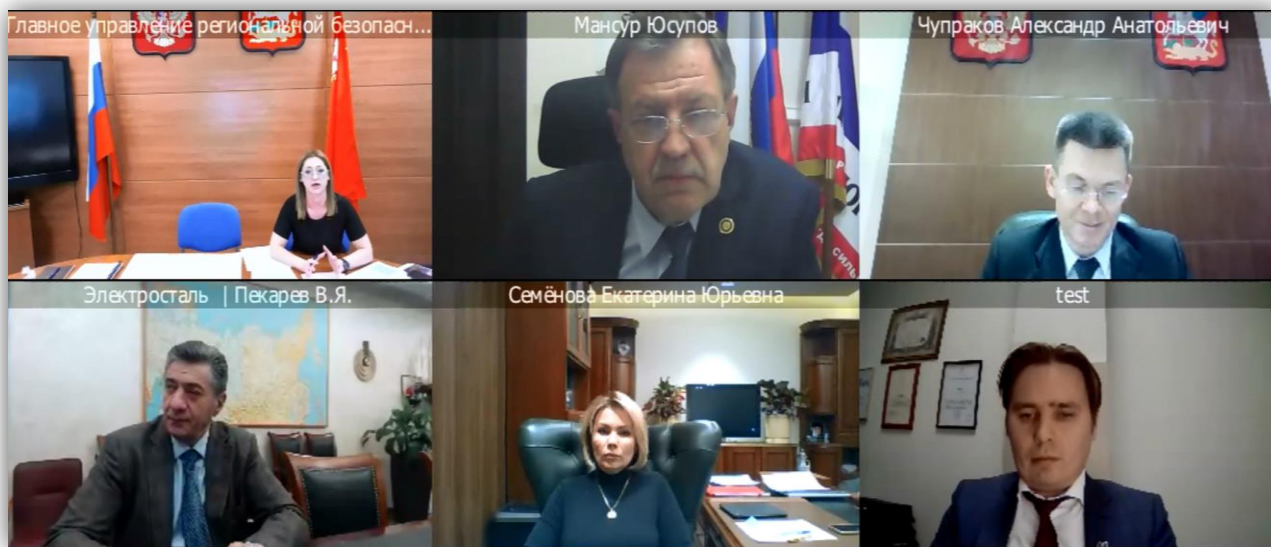 Главное управление региональной безопасн...
Мансур Юсупов
Чупраков Александр Анатольевич
Электросталь | Пекарев В.Я.
Семёнова Екатерина Юрьевна
test